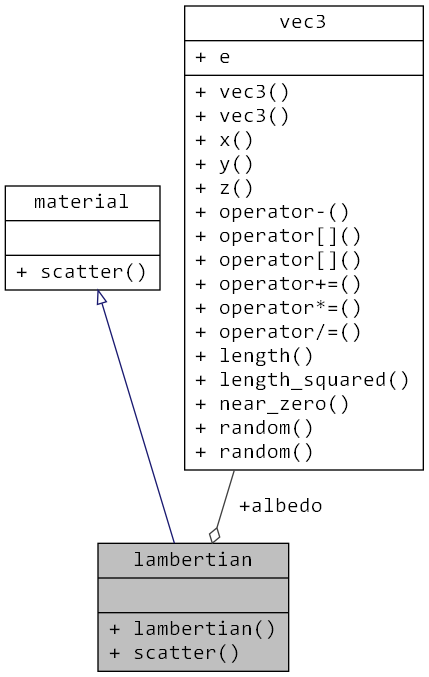 vec3
+ e
+ vec3()
+ vec3()
+ x()
+ y()
+ z()
+ operator-()
+ operator[]()
+ operator[]()
+ operator+=()
+ operator*=()
+ operator/=()
+ length()
+ length_squared()
+ near_zero()
+ random()
+ random()
material
+ scatter()
+albedo
lambertian
+ lambertian()
+ scatter()